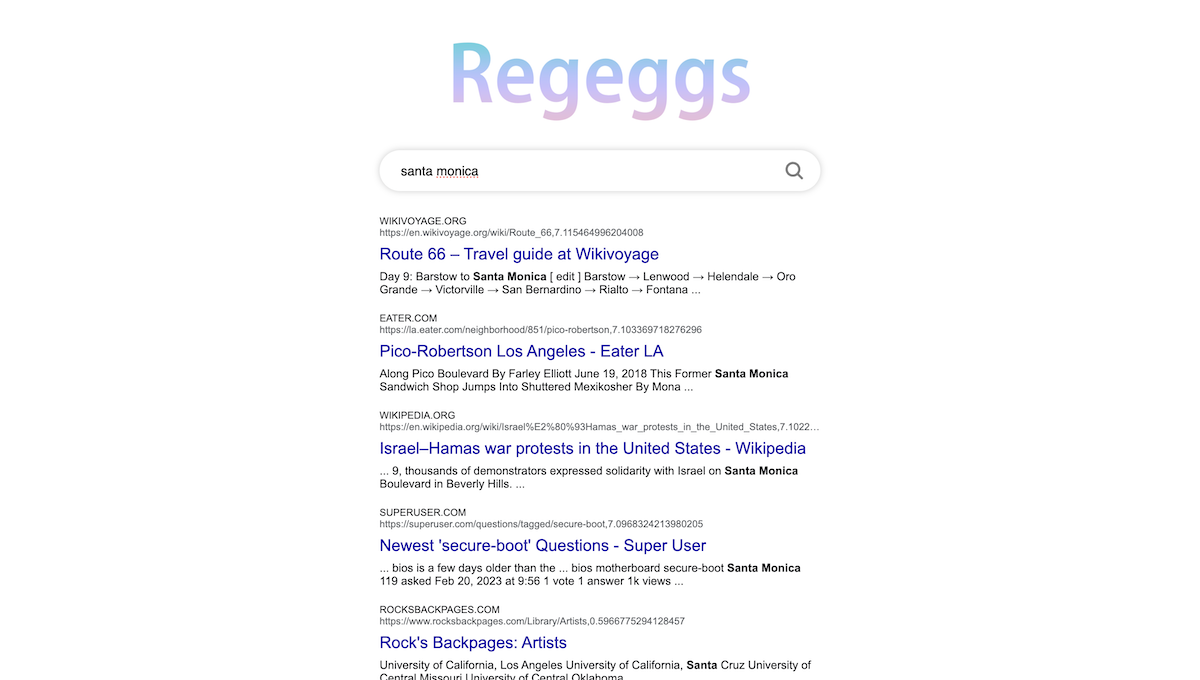 Regeggs
santa monica
WIKIVOYAGE.ORG
https://en.wikivoyage.org/wiki/Route_66,7.115464996204008
Route 66 – Travel guide at Wikivoyage
Day 9: Barstow to Santa Monica [ edit ] Barstow → Lenwood → Helendale → Oro
Grande → Victorville → San Bernardino → Rialto → Fontana ...
EATER.COM
https://la.eater.com/neighborhood/851/pico-robertson,7.103369718276296
Pico-Robertson Los Angeles - Eater LA
Along Pico Boulevard By Farley Elliott June 19, 2018 This Former Santa Monica
Sandwich Shop Jumps Into Shuttered Mexikosher By Mona ...
WIKIPEDIA.ORG
https://en.wikipedia.org/wiki/Israel%E2%80%93Hamas_war_protests_in_the_United_States,7.1022…
Israel–Hamas war protests in the United States - Wikipedia
... 9, thousands of demonstrators expressed solidarity with Israel on Santa Monica
Boulevard in Beverly Hills. ...
SUPERUSER.COM
https://superuser.com/questions/tagged/secure-boot,7.0968324213980205
Newest 'secure-boot' Questions - Super User
... bios is a few days older than the ... bios motherboard secure-boot Santa Monica
119 asked Feb 20, 2023 at 9:56 1 vote 1 answer 1k views ...
ROCKSBACKPAGES.COM
https://www.rocksbackpages.com/Library/Artists,0.5966775294128457
Rock's Backpages: Artists
University of California, Los Angeles University of California, Santa Cruz University of
Central Missouri University of Central Oklahoma